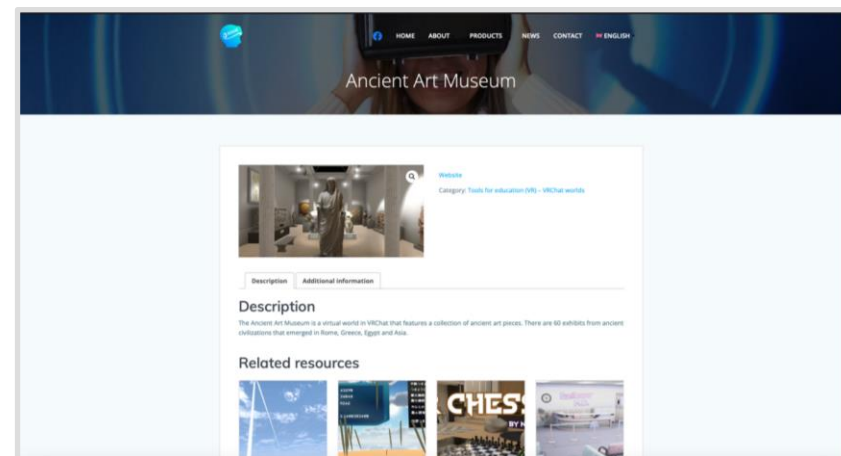 HOME ABOUT PRODUCTS NEWS CONTACT ENGLISH
Ancient Art Museum
Website
Category: Tools for education (VR) – VRChat worlds
Description Additional information
Description
The Ancient Art Museum is a virtual world in VRChat that features a collection of ancient art pieces. There are 60 exhibits from ancient
civilizations that emerged in Rome, Greece, Egypt and Asia.
Related resources
CHESS